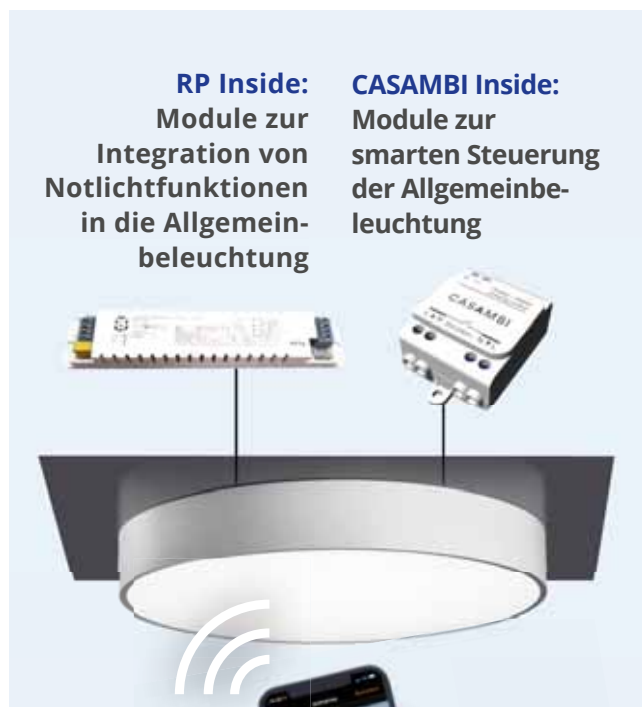 RP Inside:
Module zur
Integration von
Notlichtfunktionen
in die Allgemein-
beleuchtung
CASAMBI Inside:
Module zur
smarten Steuerung
der Allgemeinbe-
leuchtung
CASAMBI